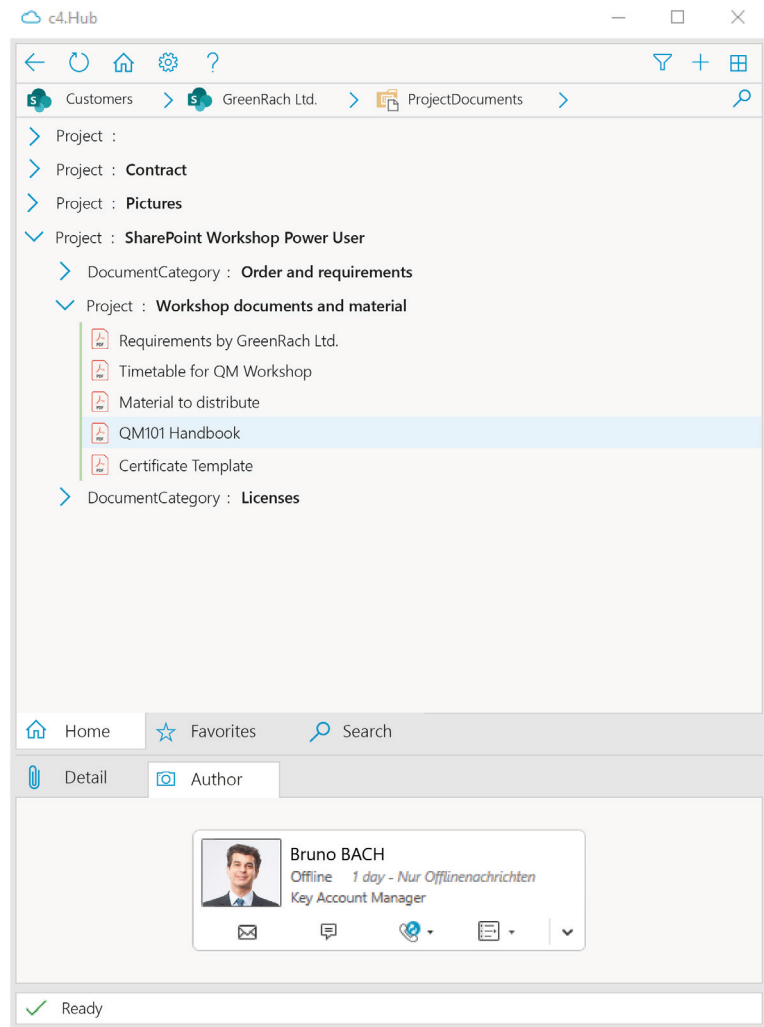 c4.Hub
Customers GreenRach Ltd. ProjectDocuments
Project :
Project : Contract
Project : Pictures
Project : SharePoint Workshop Power User
DocumentCategory : Order and requirements
Project : Workshop documents and material
Requirements by GreenRach Ltd.
Timetable for QM Workshop
Material to distribute
QM101 Handbook
Certificate Template
DocumentCategory : Licenses
Home Favorites Search
Detail Author
Bruno BACH
Offline 1 day - Nur Offlinenachrichten
Key Account Manager
Ready